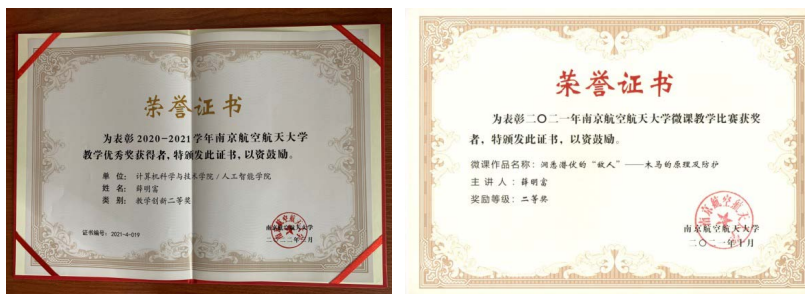 荣誉证书
为表彰2020-2021学年南京航空航天大学
教学优秀奖获得者，特颁发此证书，以资鼓励。
单 位： 计算机科学与技术学院/人工智能学院
姓 名： 薛明富
类 别： 教学创新二等奖
证书编号：2021-4-019
南京航空航天大学
二〇二二年三月
荣誉证书
为表彰二〇二一年南京航空航天大学微课教学比赛获奖
者，特颁发此证书，以资鼓励。
微课作品名称：洞悉潜伏的“敌人”——木马的原理及防护
主 讲 人：薛明富
奖励等级：二等奖
南京航空航天大学
二〇二一年十月